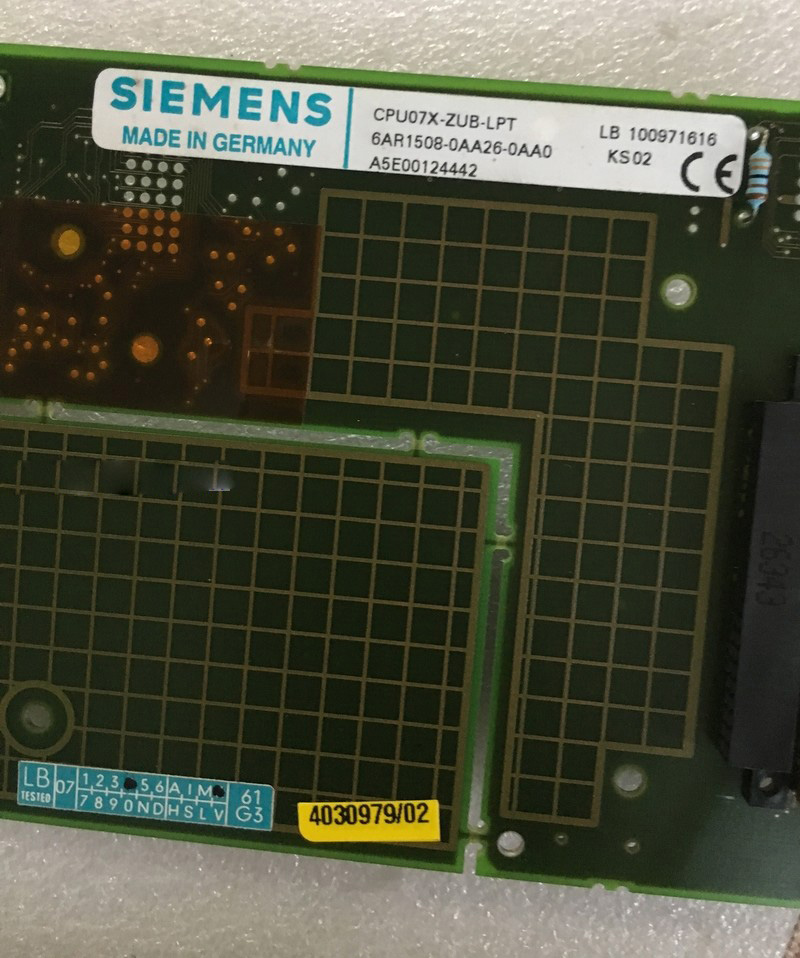 SIEMENS
MADE IN GERMANY
CPU07X-ZUB-LPT
6AR1508-0AA26-0AA0
A5E00124442
LB 100971616
KS02
CE
26343
LB
TESTED
07
1 2 3 5 6 A J M
7 8 9 0 N D H S L V
61
G3
4030979/02